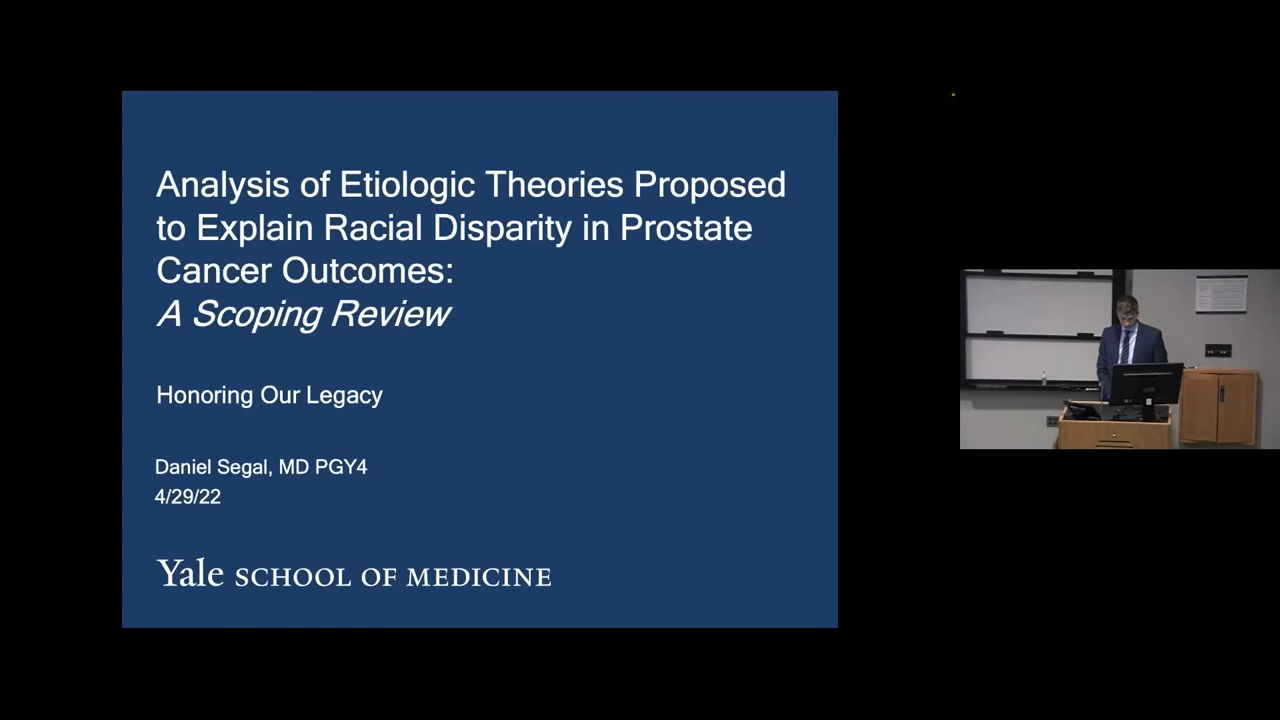 Analysis of Etiologic Theories Proposed
to Explain Racial Disparity in Prostate
Cancer Outcomes:
A Scoping Review
Honoring Our Legacy
Daniel Segal, MD PGY4
4/29/22
Yale SCHOOL OF MEDICINE